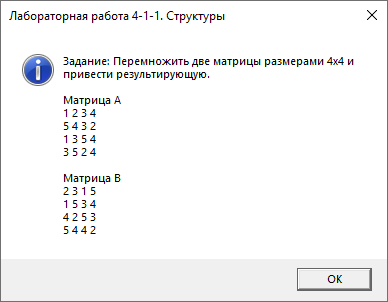 Лабораторная работа 4-1-1. Структуры
Задание: Перемножить две матрицы размерами 4х4 и
привести результирующую.
Матрица А
1 2 3 4
5 4 3 2
1 3 5 4
3 5 2 4
Матрица В
2 3 1 5
1 5 3 4
4 2 5 3
5 4 4 2
ОК